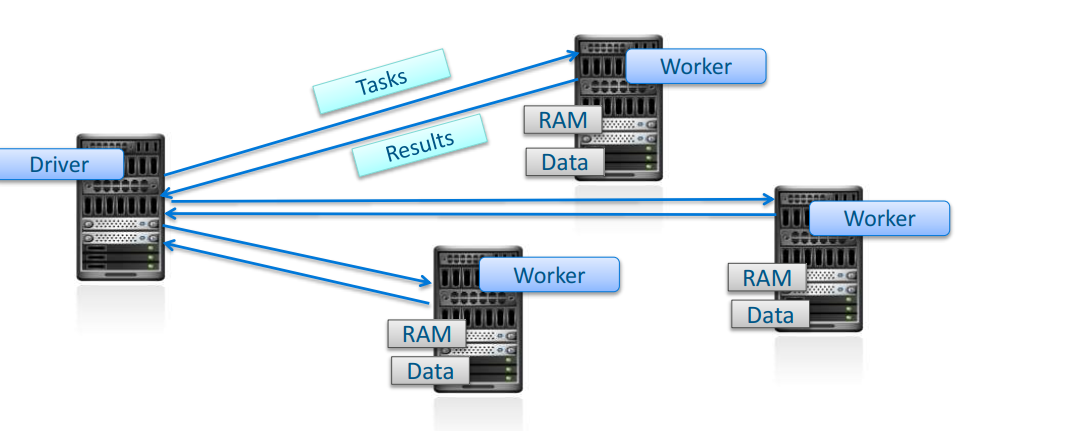 Tasks
Worker
RAM
Results
Driver
Data
Worker
Worker
RAM
Data
RAM
Data